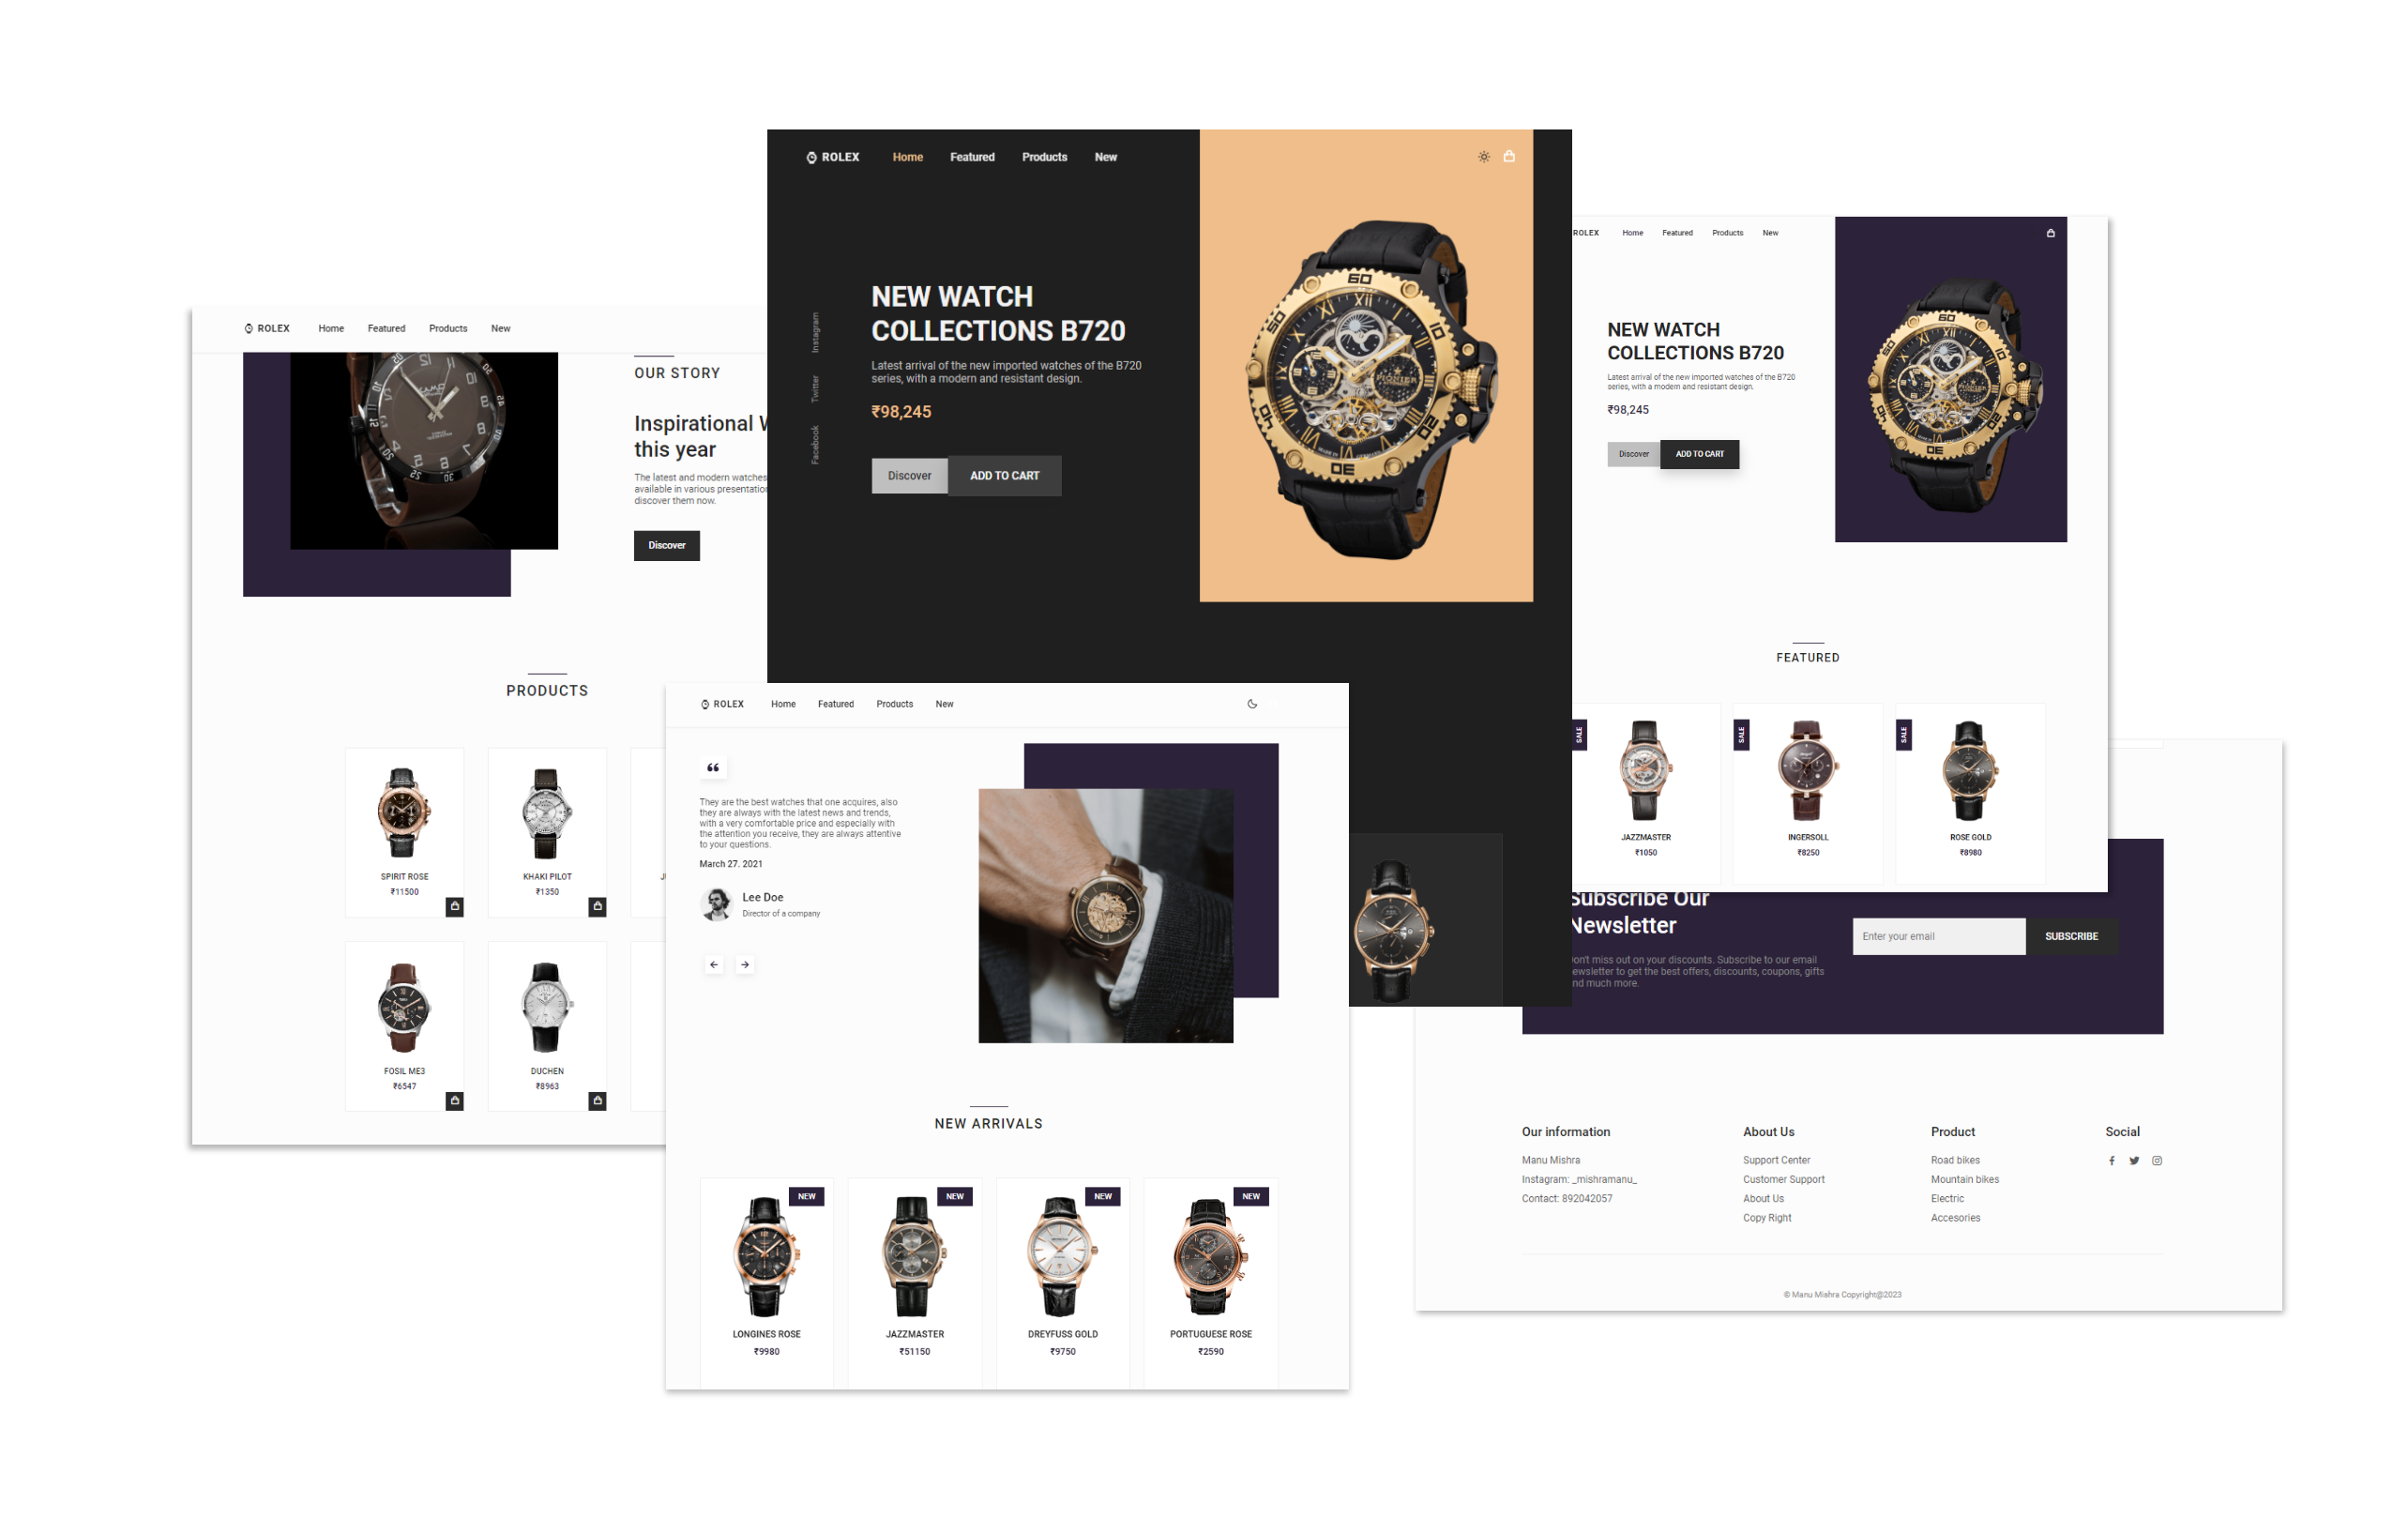 ROLEX Home Featured Products New
OUR STORY
Inspirational
this year
The latest and modern watches
available in various
discover them now.
Discover
PRODUCTS
SPIRIT ROSE
₹11500
KHAKI PILOT
₹1350
FOSIL ME3
₹6547
DUCHEN
₹8963
ROLEX Home Featured Products New
Instagram
Twitter
Facebook
NEW WATCH
COLLECTIONS B720
Latest arrival of the new imported watches of the B720
series, with a modern and resistant design.
₹98,245
Discover ADD TO CART
60
10
20
30
40
50
PIONIER
ROLEX Home Featured Products New
NEW WATCH
COLLECTIONS B720
Latest arrival of the new imported watches of the B720
series, with a modern and resistant design.
₹98,245
Discover ADD TO CART
FEATURED
SALE
JAZZMASTER
₹1050
SALE
INGERSOLL
₹8250
SALE
ROSE GOLD
₹8980
ROLEX Home Featured Products New
They are the best watches that one acquires, also
they are always with the latest news and trends,
with a very comfortable price and especially with
the attention you receive, they are always attentive
to your questions.
March 27. 2021
Lee Doe
Director of a company
NEW ARRIVALS
NEW
LONGINES ROSE
₹9980
NEW
JAZZMASTER
₹51150
NEW
DREYFUSS GOLD
₹9750
NEW
PORTUGUESE ROSE
₹2590
Subscribe Our
Newsletter
on't miss out on your discounts. Subscribe to our email
ewsletter to get the best offers, discounts, coupons, gifts
nd much more.
Enter your email SUBSCRIBE
Our information
Manu Mishra
Instagram: _mishramanu_
Contact: 892042057
About Us
Support Center
Customer Support
About Us
Copy Right
Product
Road bikes
Mountain bikes
Electric
Accesories
Social
© Manu Mishra Copyright@2023